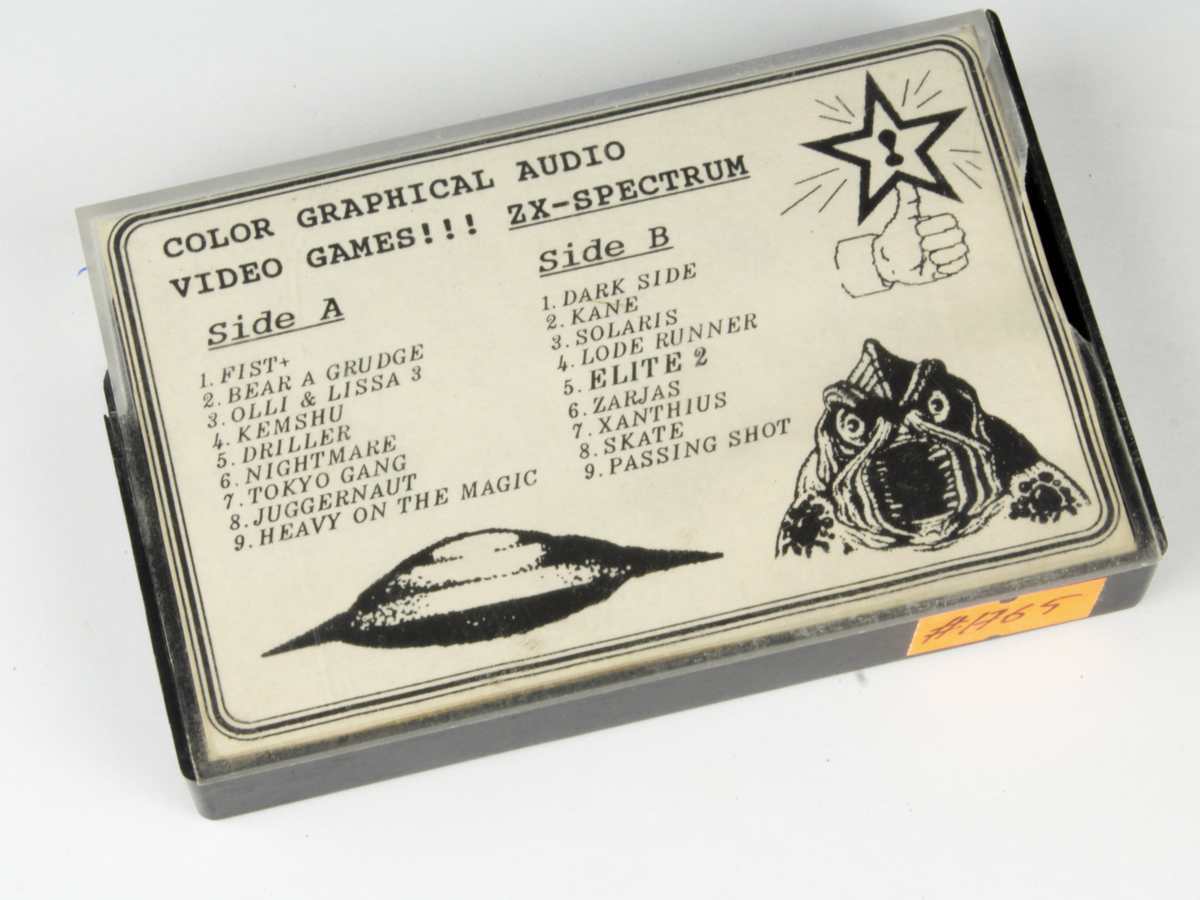 COLOR GRAPHICAL AUDIO
VIDEO GAMES!!! ZX-SPECTRUM
Side A
1. FIST+
2. BEAR A GRUDGE
3. OLLI & LISSA 3
4. KEMSHU
5. DRILLER
6. NIGHTMARE
7. TOKYO GANG
8. JUGGERNAUT
9. HEAVY ON THE MAGIC
Side B
1. DARK SIDE
2. KANE
3. SOLARIS
4. LODE RUNNER
5. ELITE 2
6. ZARJAS
7. XANTHIUS
8. SKATE
9. PASSING SHOT
#1765